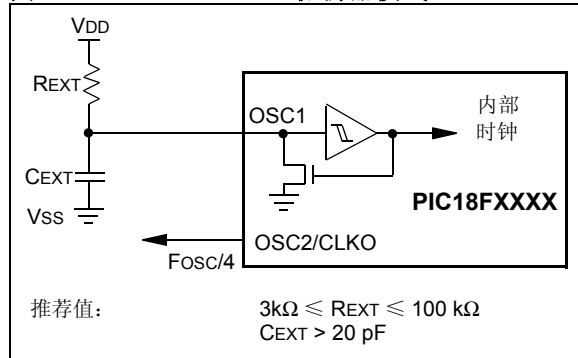 VDD
REXT
OSC1
内部
时钟
CEXT
PIC18FXXXX
VSS
OSC2/CLKO
FOSC/4
推荐值: 3kΩ ≤ REXT ≤ 100 kΩ
CEXT > 20 pF